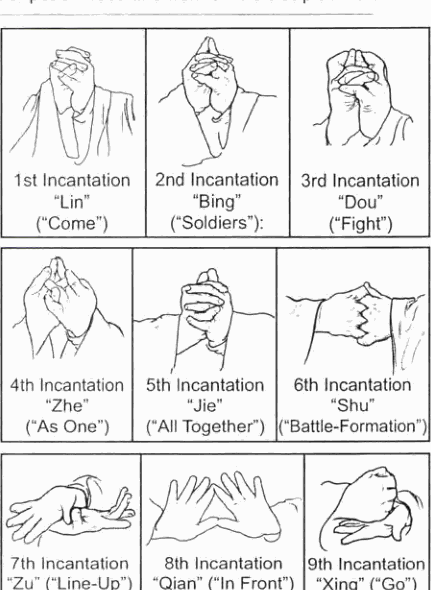 1st Incantation
"Lin"
("Come")
2nd Incantation
"Bing"
("Soldiers"):
3rd Incantation
"Dou"
("Fight")
4th Incantation
"Zhe"
("As One")
5th Incantation
"Jie"
("All Together")
6th Incantation
"Shu"
("Battle-Formation")
7th Incantation
"Zu" ("Line-Up")
8th Incantation
"Qian" ("In Front")
9th Incantation
"Xing" ("Go")